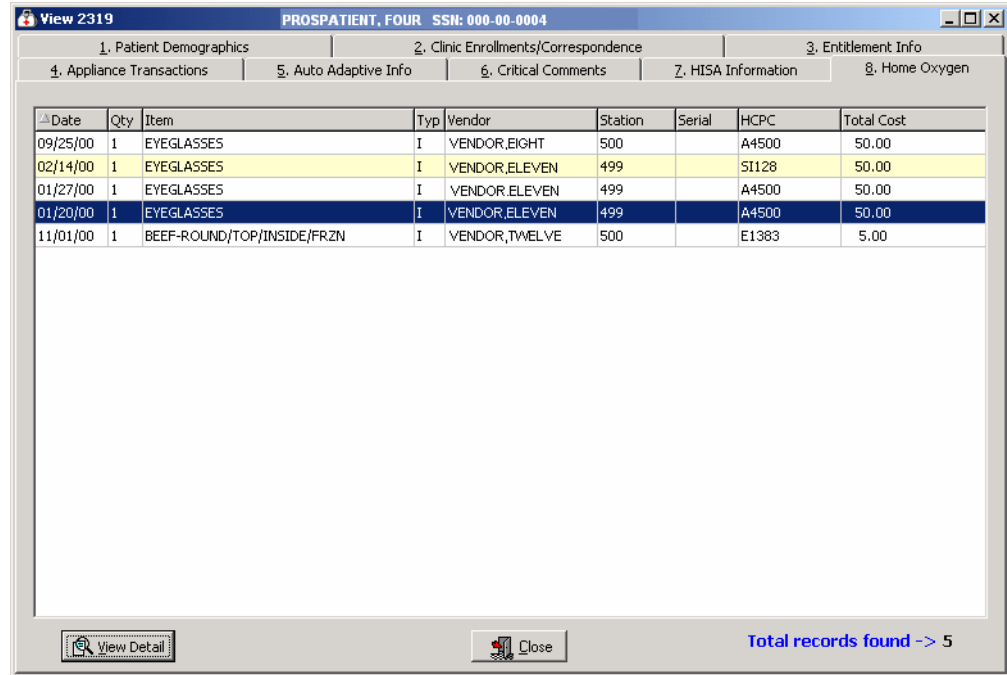 View 2319 PROSPATIENT, FOUR SSN: 000-00-0004
1. Patient Demographics 2. Clinic Enrollments/Correspondence 3. Entitlement Info
4. Appliance Transactions 5. Auto Adaptive Info 6. Critical Comments 7. HISA Information 8. Home Oxygen
Date Qty Item Typ Vendor Station Serial HCPC Total Cost
09/25/00 1 EYEGLASSES I VENDOR,EIGHT 500 A4500 50.00
02/14/00 1 EYEGLASSES I VENDOR,ELEVEN 499 SI128 50.00
01/27/00 1 EYEGLASSES I VENDOR.ELEVEN 499 A4500 50.00
01/20/00 1 EYEGLASSES I VENDOR,ELEVEN 499 A4500 50.00
11/01/00 1 BEEF-ROUND/TOP/INSIDE/FRZN I VENDOR,TWELVE 500 E1383 5.00
View Detail Close Total records found -> 5